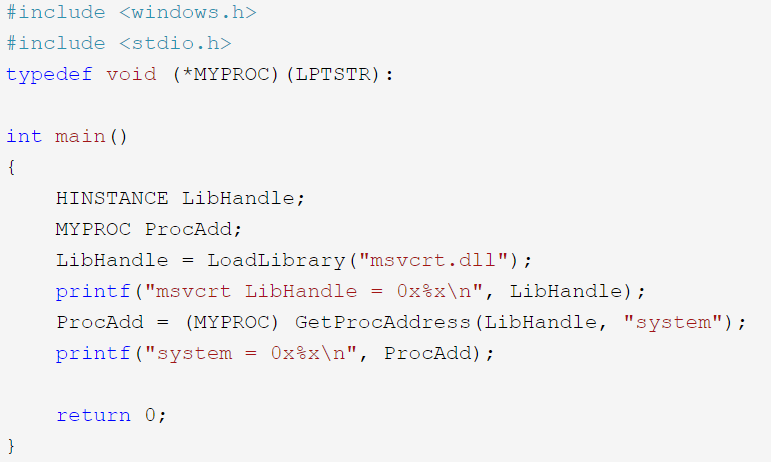 #include <windows.h>
#include <stdio.h>
typedef void (*MYPROC)(LPTSTR):
int main()
{
    HINSTANCE LibHandle;
    MYPROC ProcAdd;
    LibHandle = LoadLibrary("msvcrt.dll");
    printf("msvcrt LibHandle = 0x%x\n", LibHandle);
    ProcAdd = (MYPROC) GetProcAddress(LibHandle, "system");
    printf("system = 0x%x\n", ProcAdd);
    return 0;
}